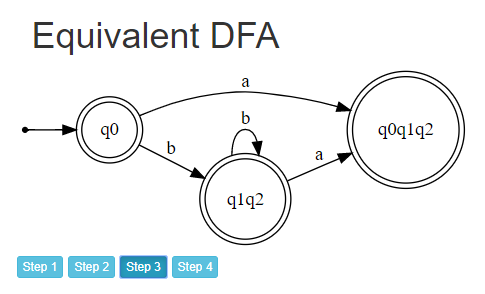 Equivalent DFA
a
q0
q0q1q2
b
b
a
q1q2
Step 1 Step 2 Step 3 Step 4